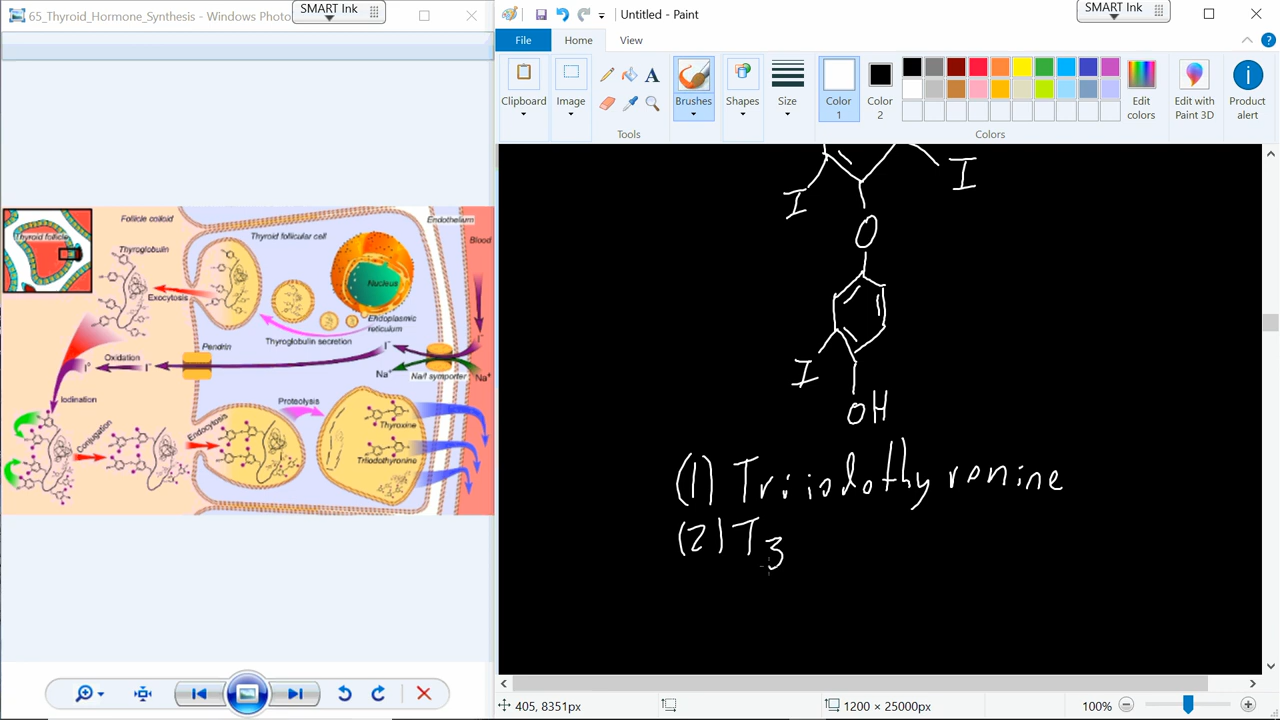 65_Thyroid_Hormone_Synthesis - Windows Photo
SMART Ink
Untitled - Paint
SMART Ink
File
Home
View
Clipboard
Image
Tools
Brushes
Shapes
Size
Color 1
Color 2
Edit colors
Colors
Edit with Paint 3D
Product alert
Thyroid follicle
Follicle colloid
Thyroglobulin
Exocytosis
Thyroid follicular cell
Endothelium
Blood
Nucleus
Endoplasmic reticulum
Thyroglobulin secretion
Pendrin
I⁻
I⁻
Oxidation
I⁻
I⁰
Na⁺
Na/I symporter
Na⁺
Iodination
Conjugation
Endocytosis
Proteolysis
Thyroxine
Triiodothyronine
I
I
O
I
OH
(1) Triiodothyronine
(2) T3
405, 8351px
1200 × 25000px
100%